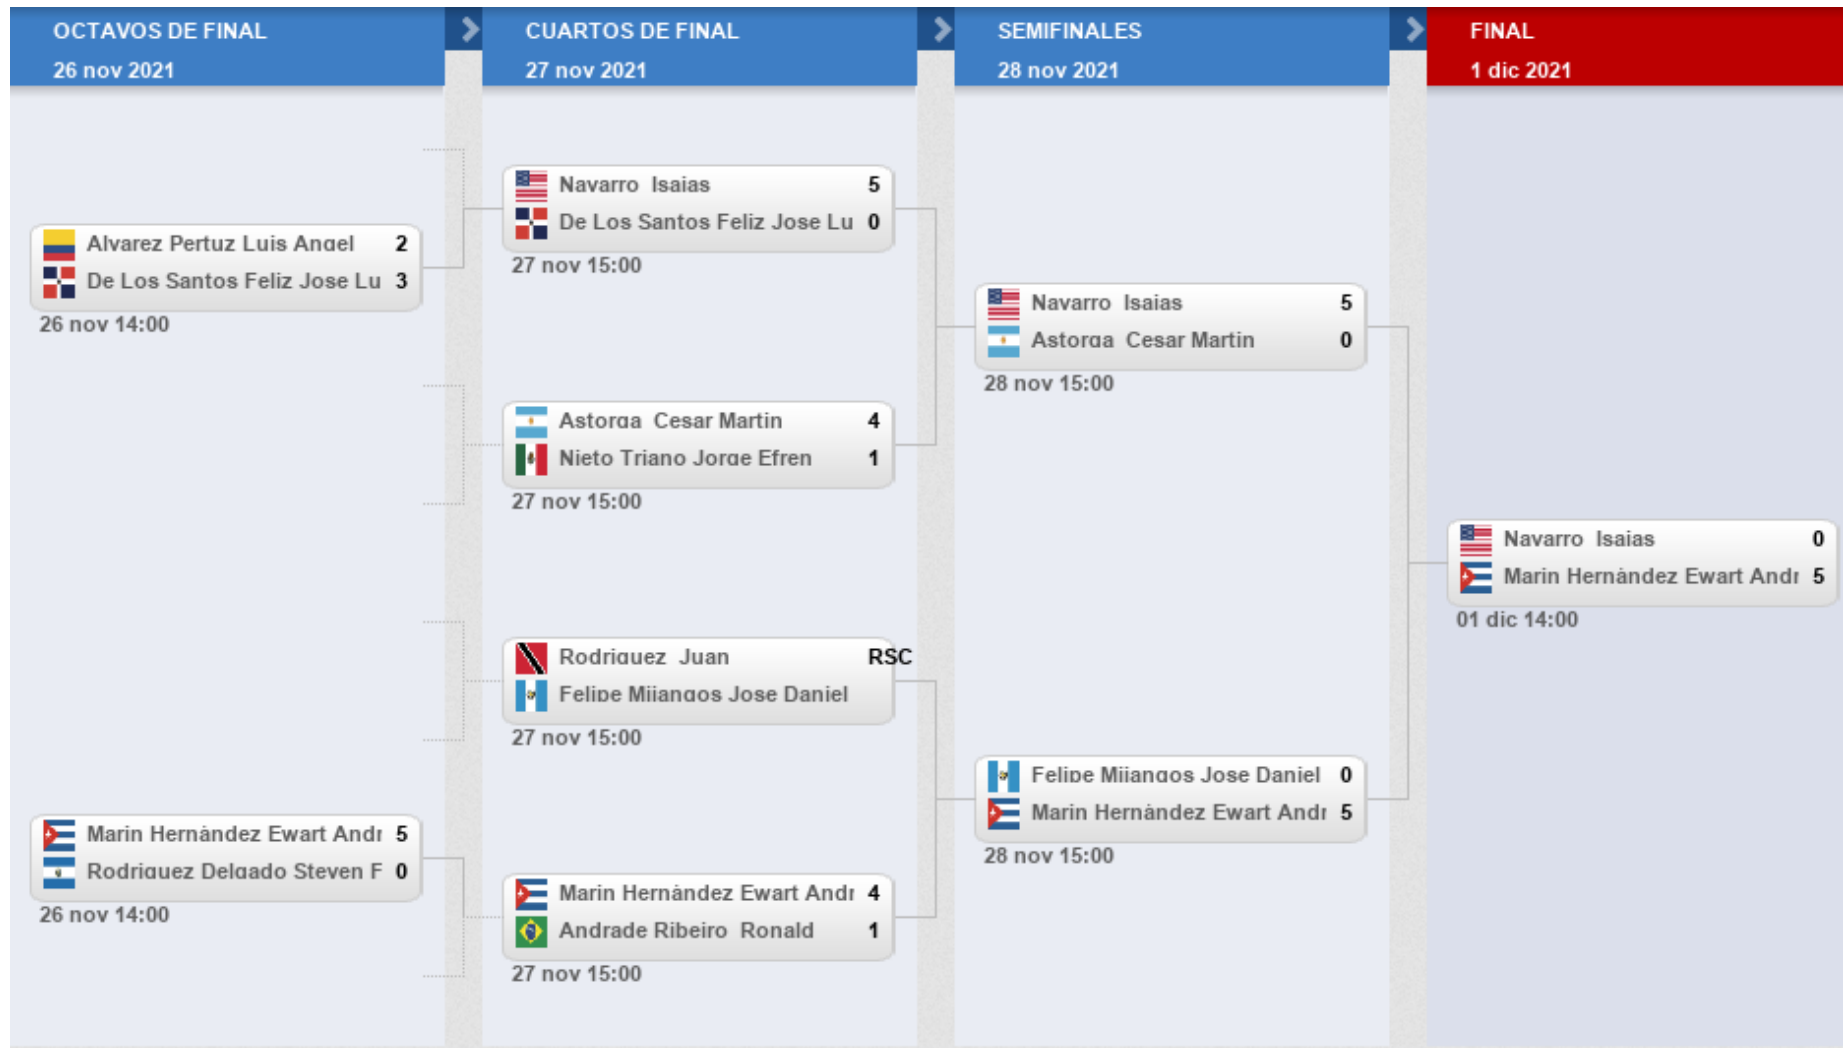 OCTAVOS DE FINAL
26 nov 2021
Alvarez Pertuz Luis Angel 2
De Los Santos Feliz Jose Lu 3
26 nov 14:00
Marin Hernández Ewart Andr 5
Rodriguez Delgado Steven F 0
26 nov 14:00
CUARTOS DE FINAL
27 nov 2021
Navarro Isaias 5
De Los Santos Feliz Jose Lu 0
27 nov 15:00
Astorga Cesar Martin 4
Nieto Triano Jorge Efren 1
27 nov 15:00
Rodriguez Juan RSC
Felipe Mijangos Jose Daniel
27 nov 15:00
Marin Hernández Ewart Andr 4
Andrade Ribeiro Ronald 1
27 nov 15:00
SEMIFINALES
28 nov 2021
Navarro Isaias 5
Astorga Cesar Martin 0
28 nov 15:00
Felipe Mijangos Jose Daniel 0
Marin Hernández Ewart Andr 5
28 nov 15:00
FINAL
1 dic 2021
Navarro Isaias 0
Marin Hernández Ewart Andr 5
01 dic 14:00